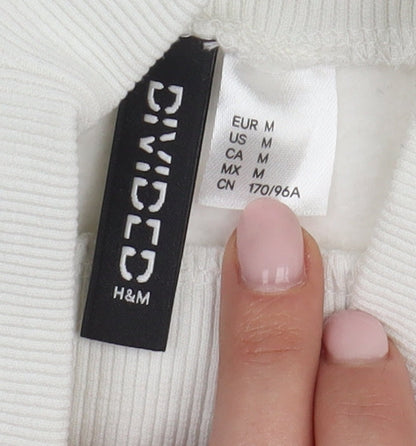 DIVIDED
H&M
EUR M
US M
CA M
MX M
CN 170/96A